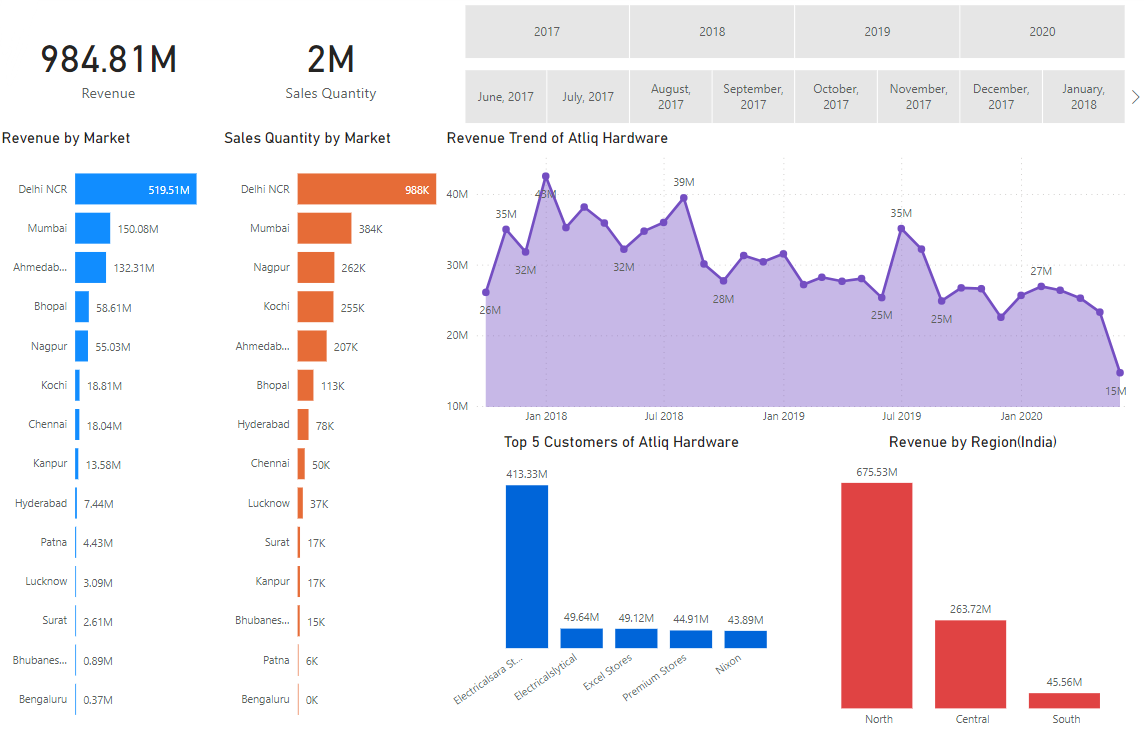 984.81M
Revenue
2M
Sales Quantity
2017
2018
2019
2020
June, 2017
July, 2017
August,
2017
September,
2017
October,
2017
November,
2017
December,
2017
January,
2018
Revenue by Market
Delhi NCR 519.51M
Mumbai 150.08M
Ahmedab... 132.31M
Bhopal 58.61M
Nagpur 55.03M
Kochi 18.81M
Chennai 18.04M
Kanpur 13.58M
Hyderabad 7.44M
Patna 4.43M
Lucknow 3.09M
Surat 2.61M
Bhubanes... 0.89M
Bengaluru 0.37M
Sales Quantity by Market
Delhi NCR 988K
Mumbai 384K
Nagpur 262K
Kochi 255K
Ahmedab... 207K
Bhopal 113K
Hyderabad 78K
Chennai 50K
Lucknow 37K
Surat 17K
Kanpur 17K
Bhubanes... 15K
Patna 6K
Bengaluru 0K
Revenue Trend of Atliq Hardware
40M
30M
20M
10M
26M
35M
32M
43M
32M
39M
28M
25M
35M
25M
27M
15M
Jan 2018
Jul 2018
Jan 2019
Jul 2019
Jan 2020
Top 5 Customers of Atliq Hardware
413.33M
49.64M
49.12M
44.91M
43.89M
Electricalsara St...
Electricalslytical
Excel Stores
Premium Stores
Nixon
Revenue by Region(India)
675.53M
263.72M
45.56M
North
Central
South